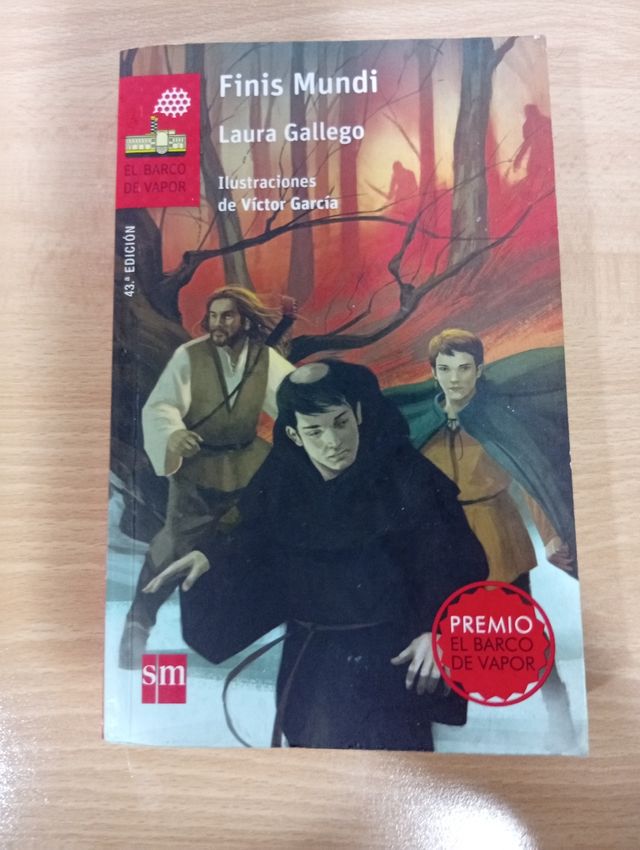 Finis Mundi
Laura Gallego
Ilustraciones
de Víctor García
EL BARCO
DE VAPOR
43.ª EDICIÓN
PREMIO
EL BARCO
DE VAPOR
sm